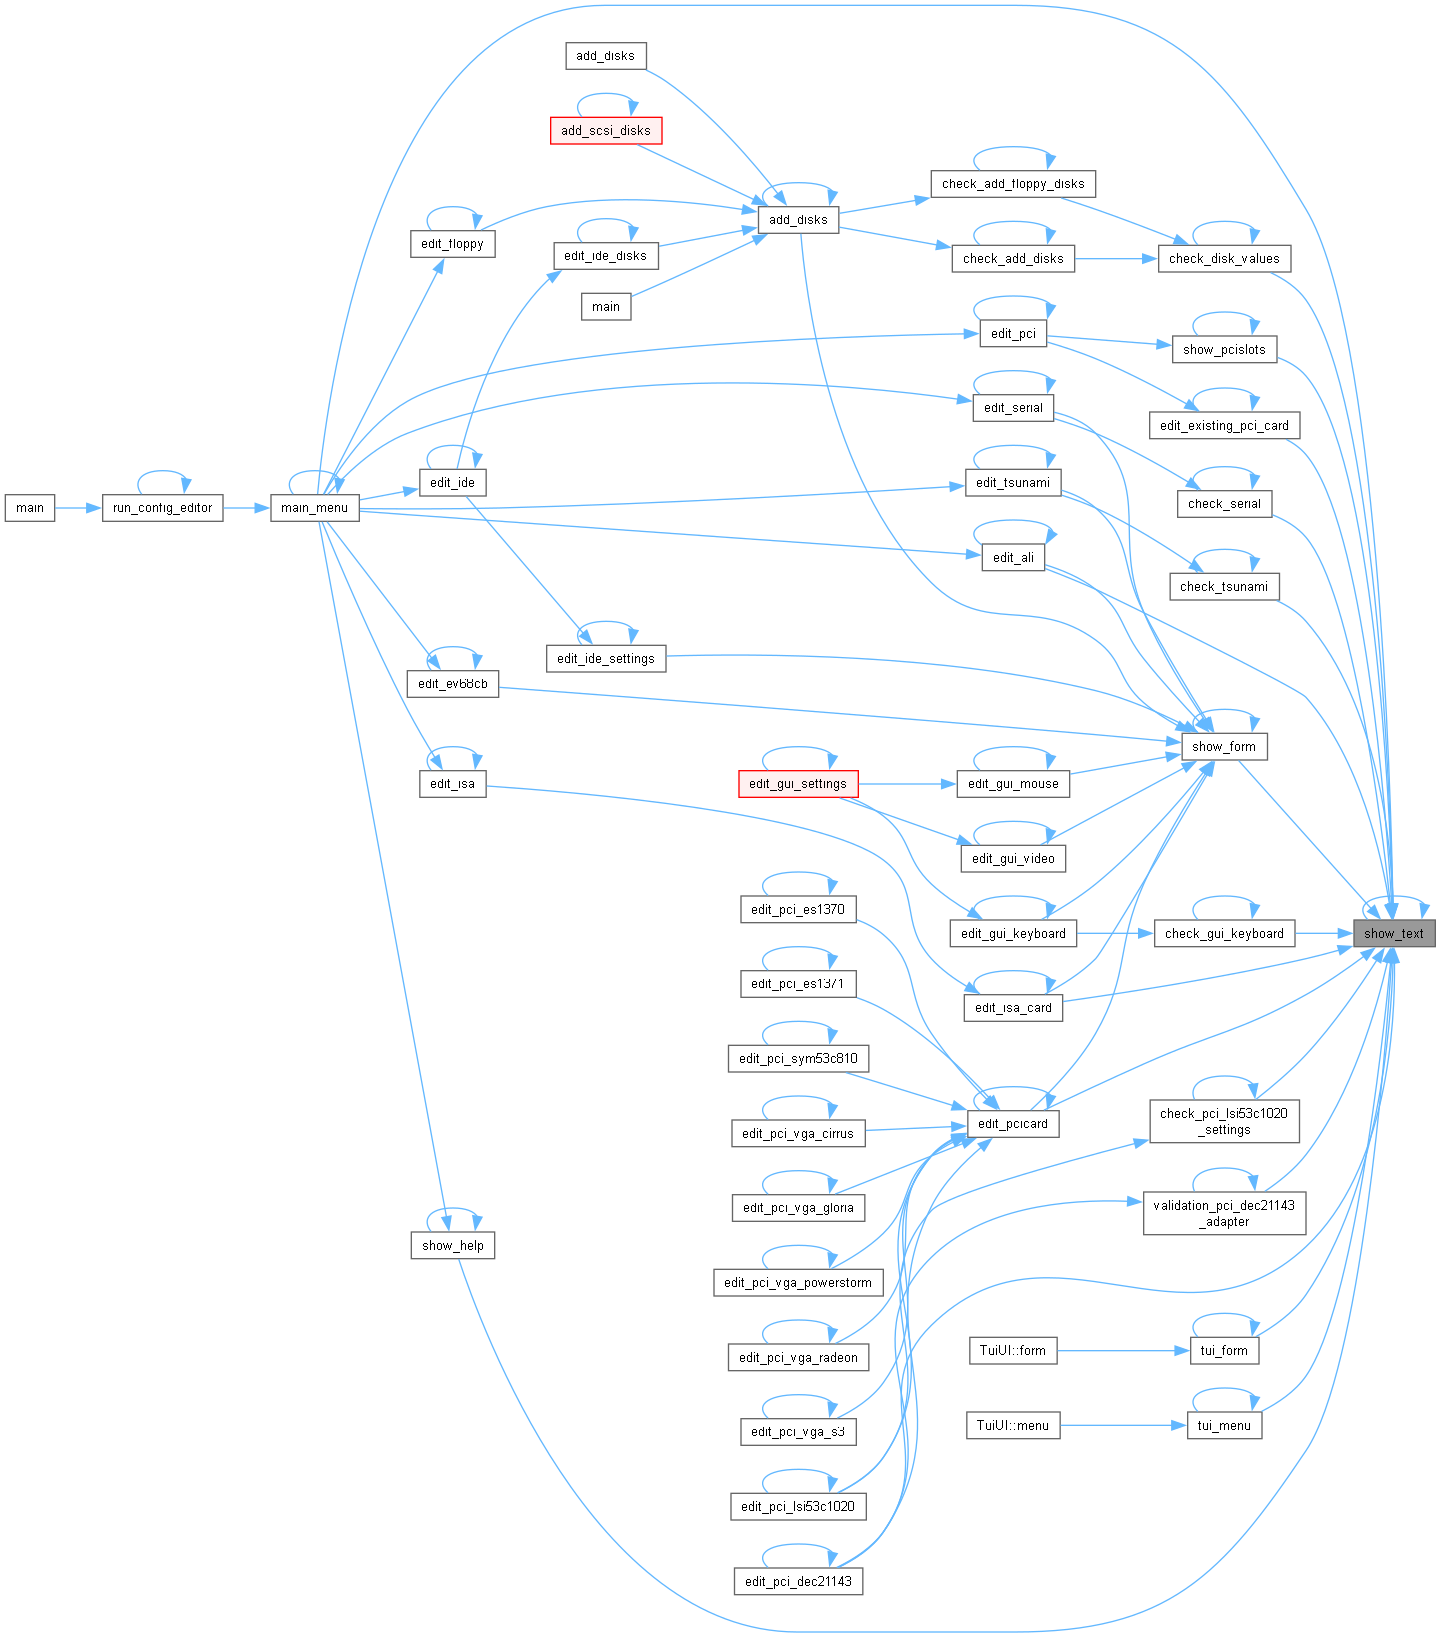 add_disks
add_scsi_disks
check_add_floppy_disks
add_disks
edit_floppy
edit_ide_disks
check_add_disks
check_disk_values
main
edit_pci
show_pcislots
edit_serial
edit_existing_pci_card
edit_ide
edit_tsunami
check_serial
main
run_config_editor
main_menu
edit_ali
check_tsunami
edit_ide_settings
edit_ev68cb
show_form
edit_isa
edit_gui_settings
edit_gui_mouse
edit_gui_video
edit_pci_es1370
edit_gui_keyboard
check_gui_keyboard
show_text
edit_pci_es1371
edit_isa_card
edit_pci_sym53c810
edit_pcicard
check_pci_lsi53c1020
_settings
edit_pci_vga_cirrus
edit_pci_vga_gloria
validation_pci_dec21143
_adapter
show_help
edit_pci_vga_powerstorm
edit_pci_vga_radeon
TuiUI::form
tui_form
edit_pci_vga_s3
TuiUI::menu
tui_menu
edit_pci_lsi53c1020
edit_pci_dec21143